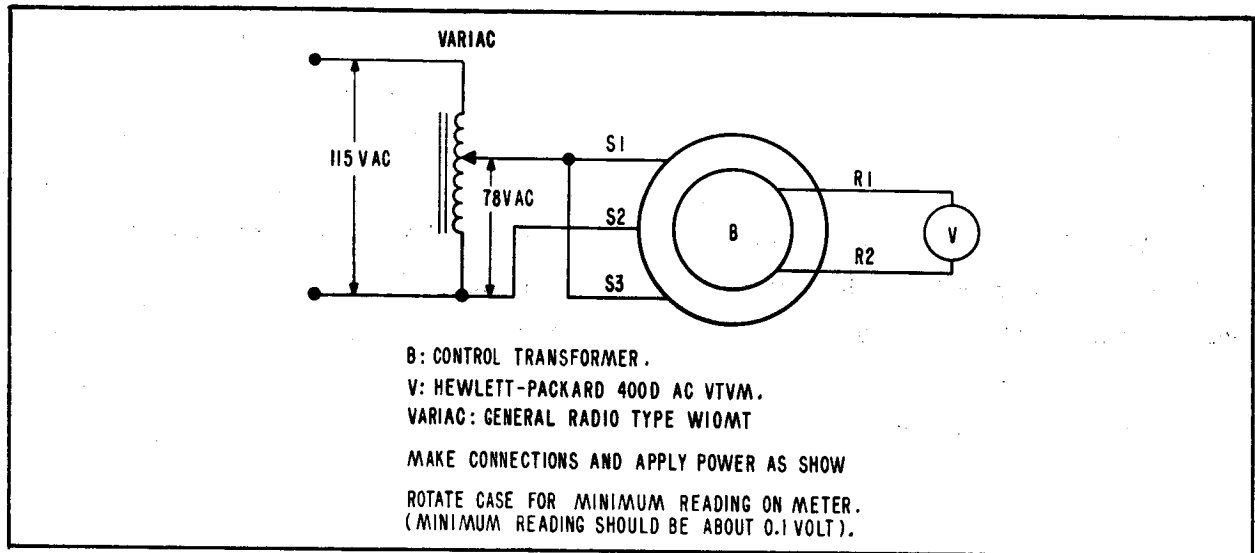 VARIAC
115 VAC
78VAC
S1
S2
S3
B
R1
R2
V
B: CONTROL TRANSFORMER.
V: HEWLETT-PACKARD 400D AC VTVM.
VARIAC: GENERAL RADIO TYPE W10MT
MAKE CONNECTIONS AND APPLY POWER AS SHOW
ROTATE CASE FOR MINIMUM READING ON METER.
(MINIMUM READING SHOULD BE ABOUT 0.1 VOLT).